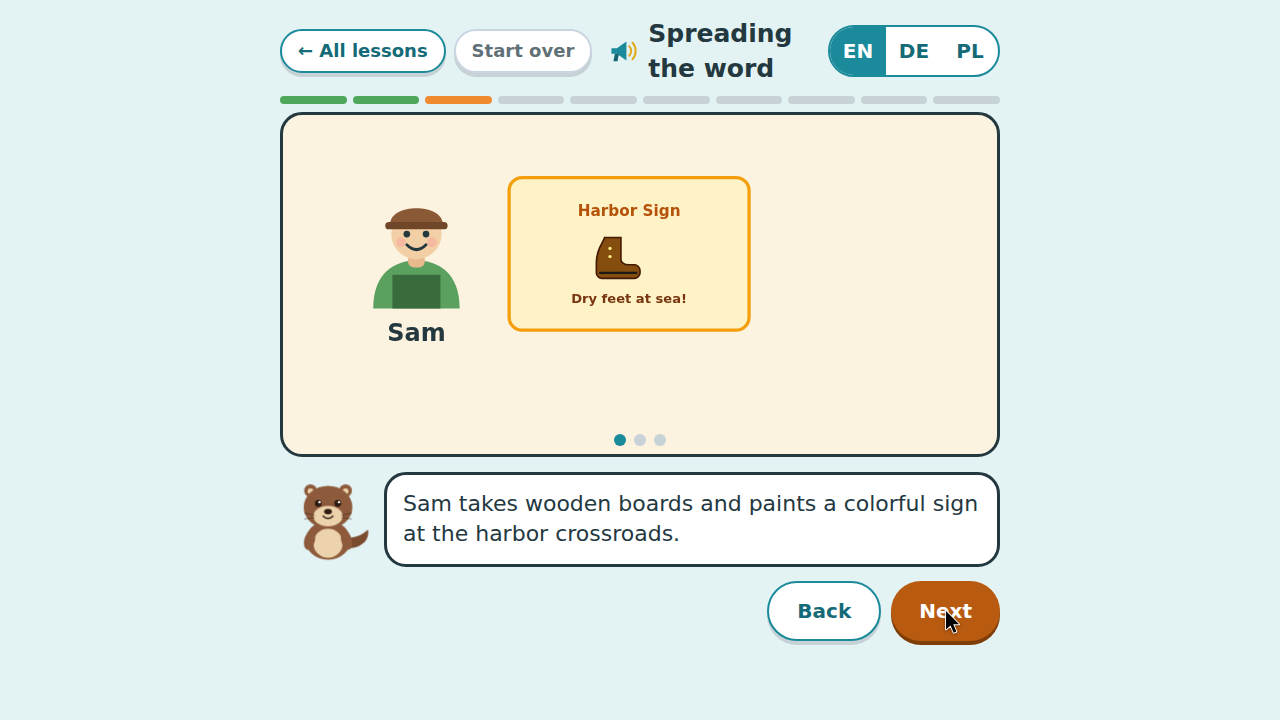 ← All lessons
Start over
Spreading
the word
EN
DE
PL
Harbor Sign
Dry feet at sea!
Sam
Sam takes wooden boards and paints a colorful sign
at the harbor crossroads.
Back
Next